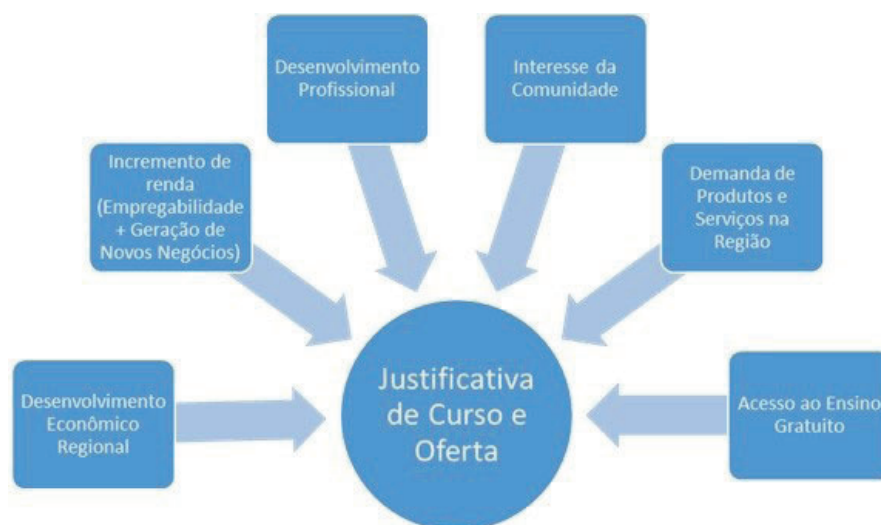 Desenvolvimento
Profissional
Interesse da
Comunidade
Incremento de
renda
(Empregabilidade
+ Geração de
Novos Negócios)
Demanda de
Produtos e
Serviços na
Região
Desenvolvimento
Econômico
Regional
Justificativa
de Curso e
Oferta
Acesso ao Ensino
Gratuito